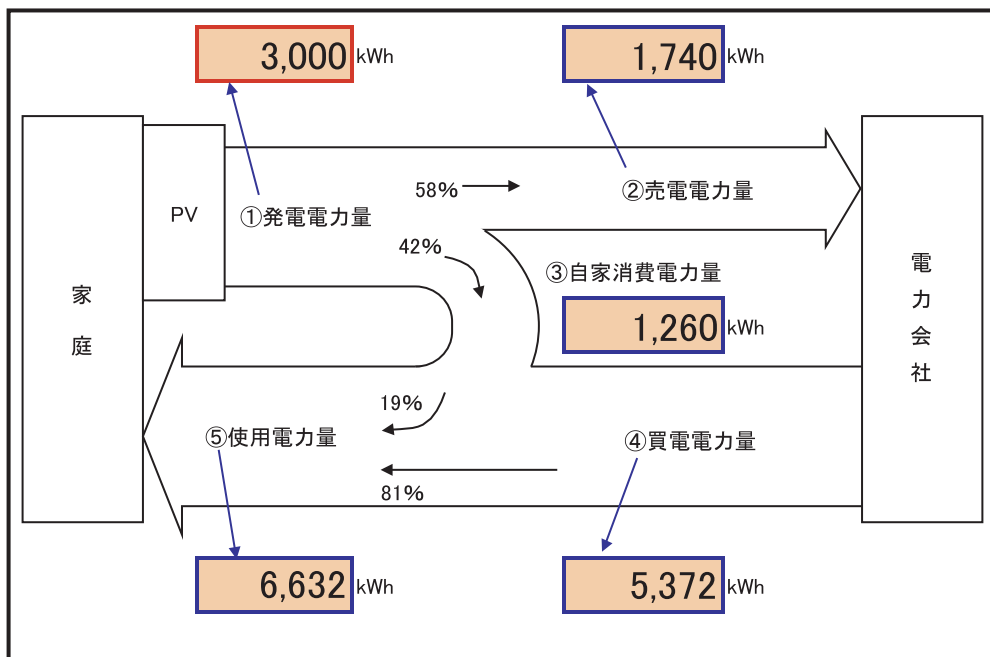 3,000 kWh
1,740 kWh
58%
②売電電力量
PV
①発電電力量
42%
③自家消費電力量
家庭
電力会社
1,260 kWh
19%
⑤使用電力量
④買電電力量
81%
6,632 kWh
5,372 kWh